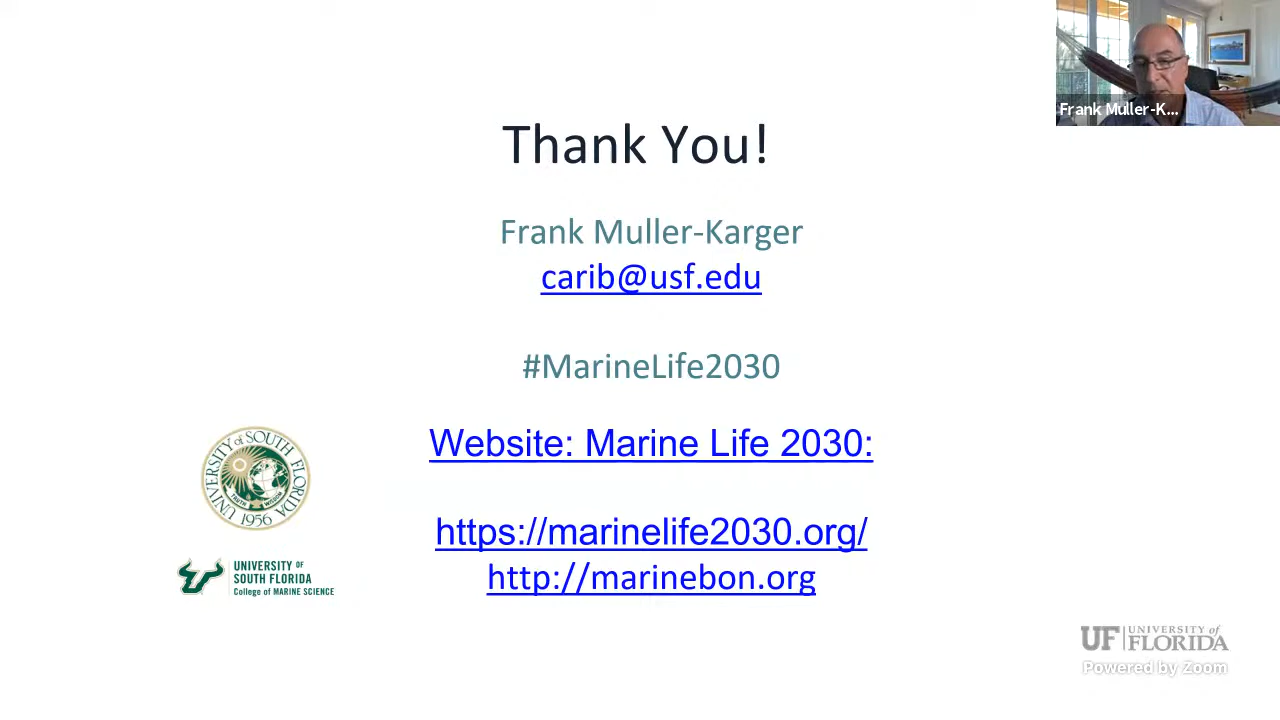 Frank Muller-K...
Thank You!
Frank Muller-Karger
carib@usf.edu
#MarineLife2030
Website: Marine Life 2030:
https://marinelife2030.org/
http://marinebon.org
UNIVERSITY of SOUTH FLORIDA
TRUTH WISDOM
1956
UNIVERSITY OF
SOUTH FLORIDA
College of MARINE SCIENCE
UF UNIVERSITY of
FLORIDA
Powered by Zoom